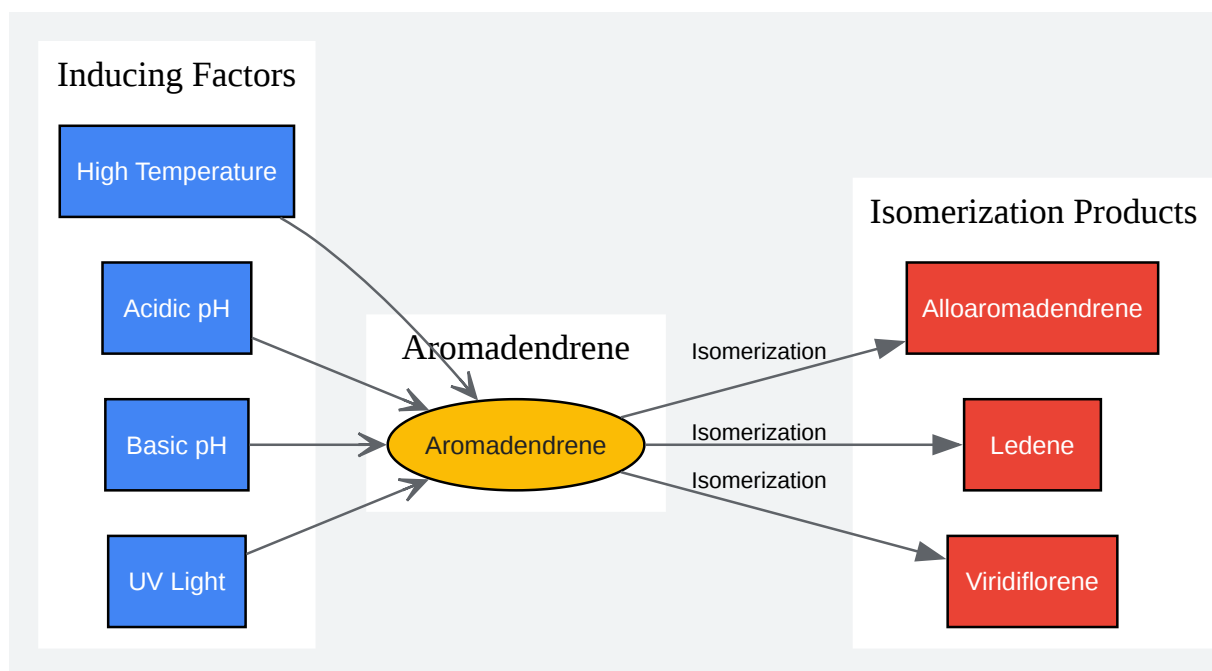 Inducing Factors
High Temperature
Acidic pH
Basic pH
UV Light
Aromadendrene
Aromadendrene
Isomerization
Isomerization
Isomerization
Isomerization Products
Alloaromadendrene
Ledene
Viridiflorene